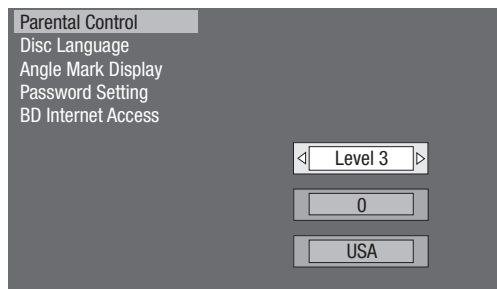 Parental Control
Disc Language
Angle Mark Display
Password Setting
BD Internet Access
Level 3
0
USA